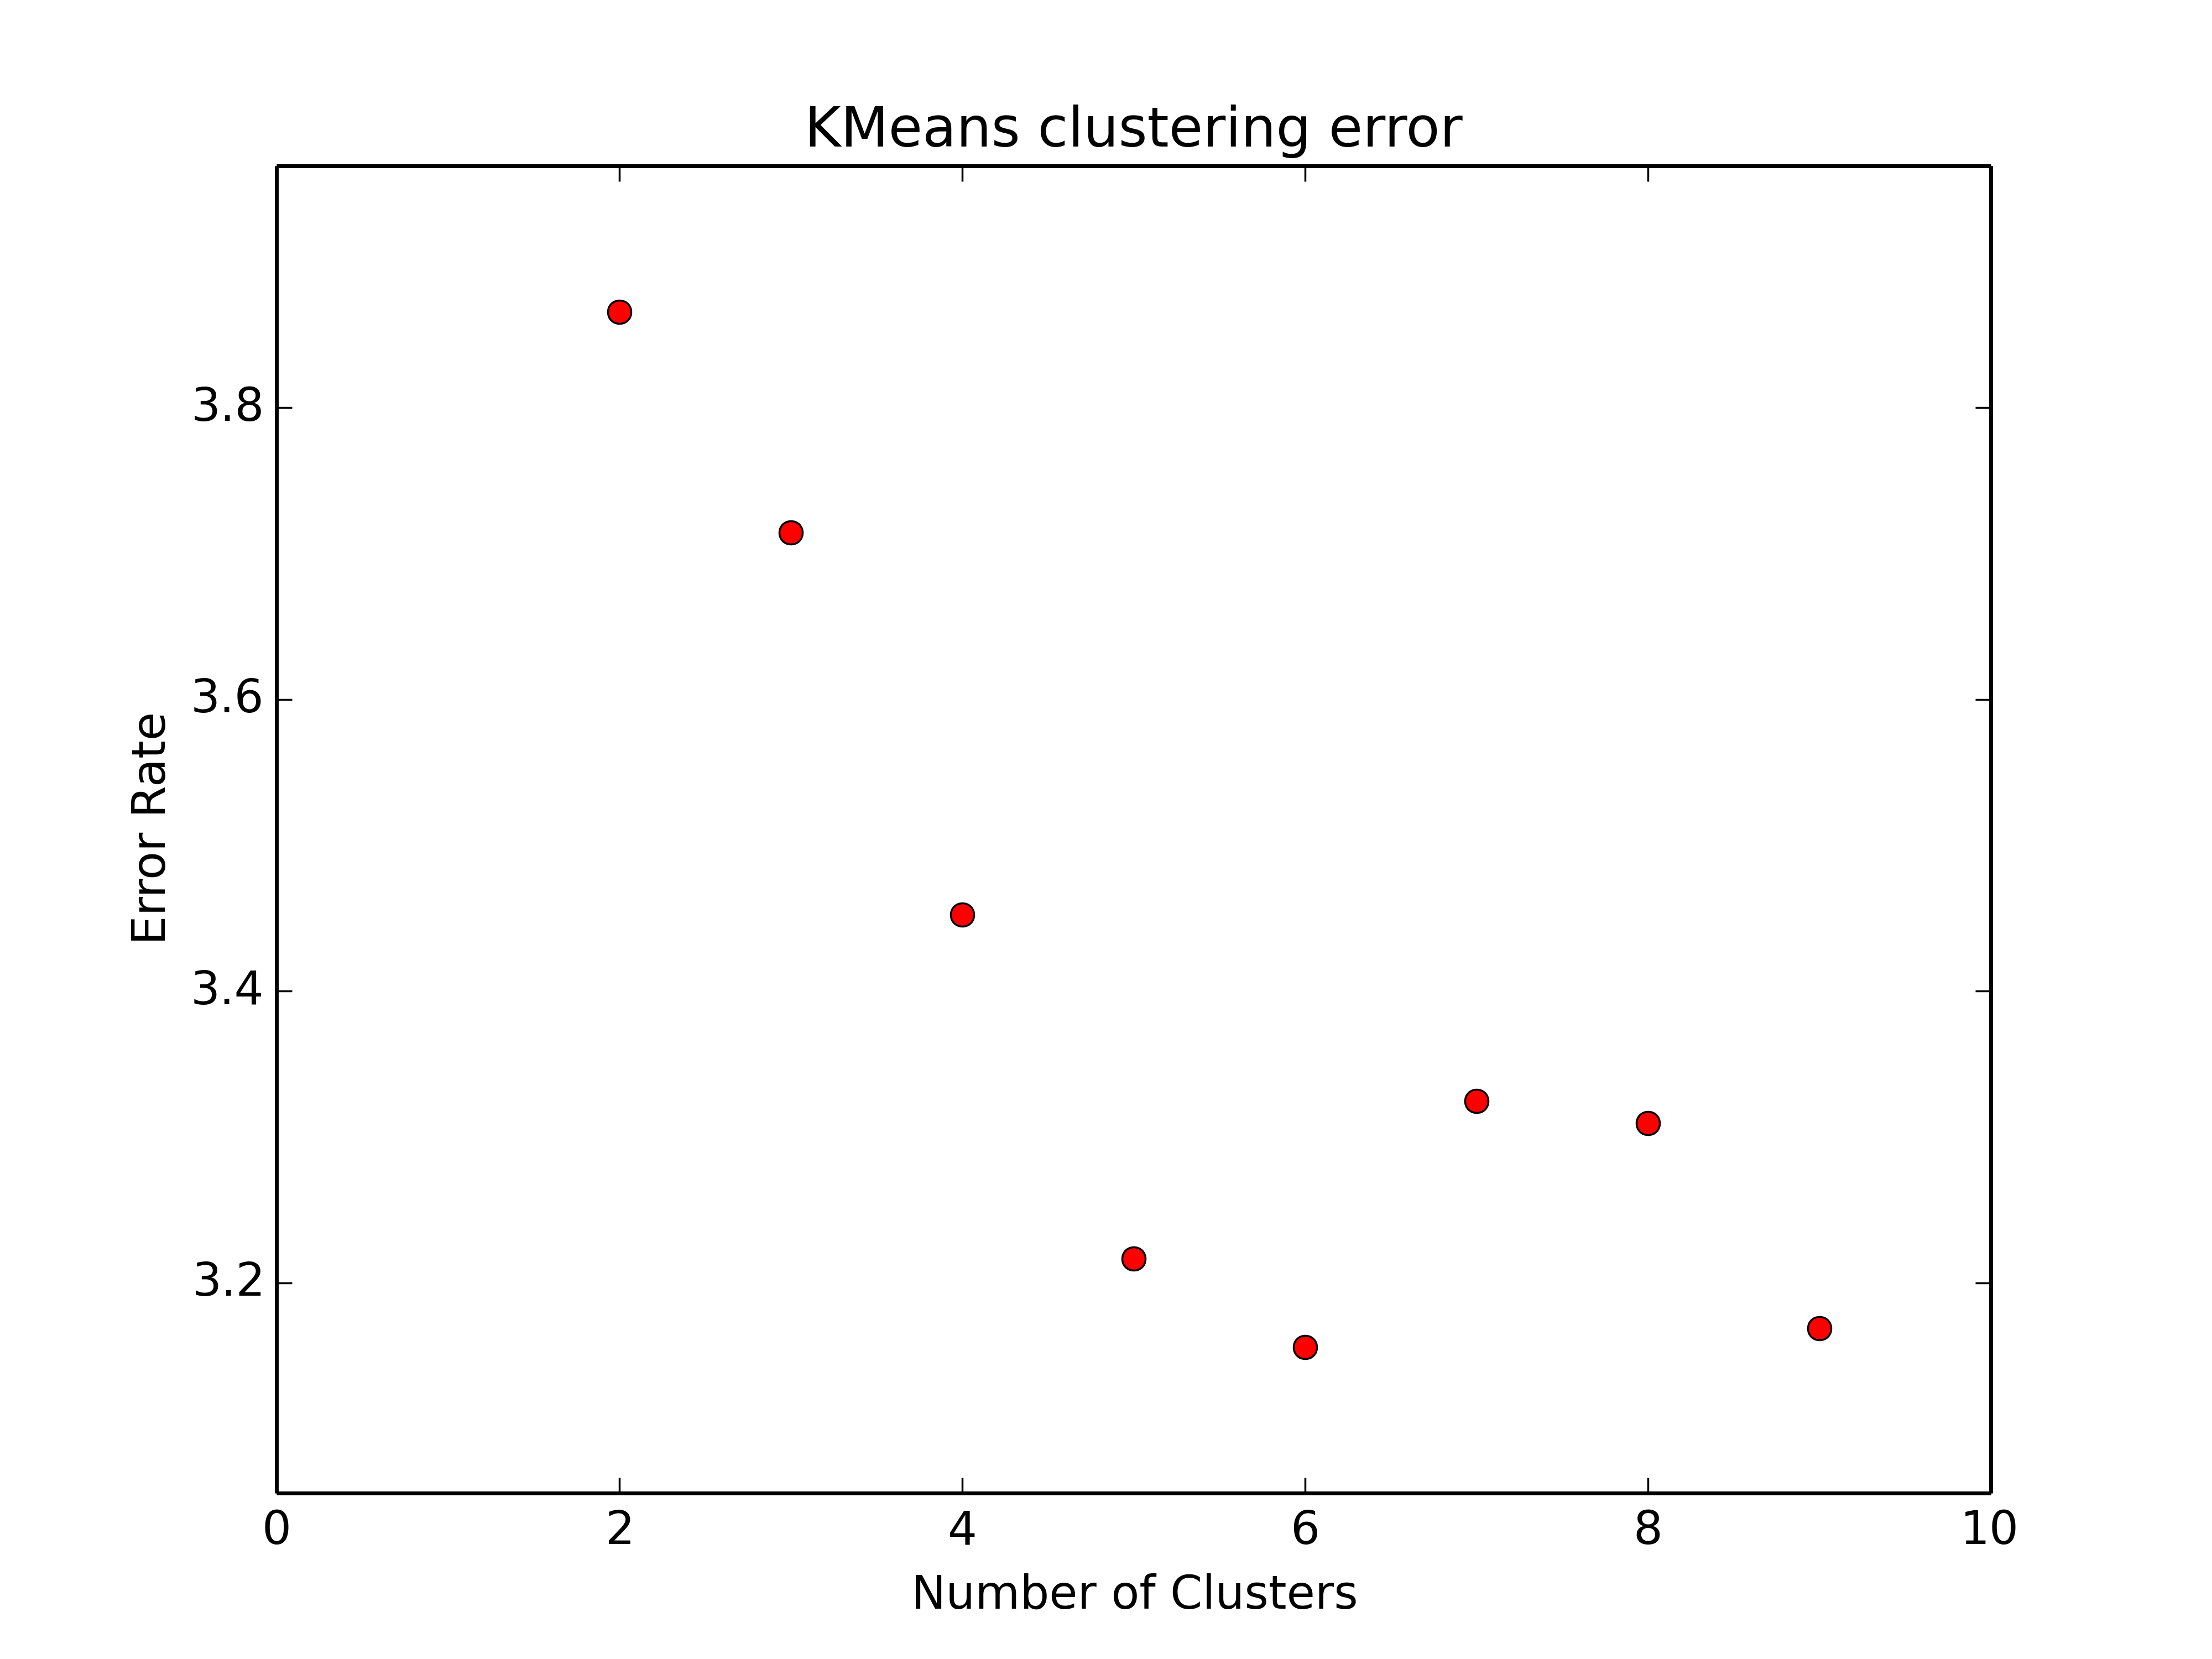 KMeans clustering error
3.8
3.6
3.4
3.2
Error Rate
0 2 4 6 8 10
Number of Clusters